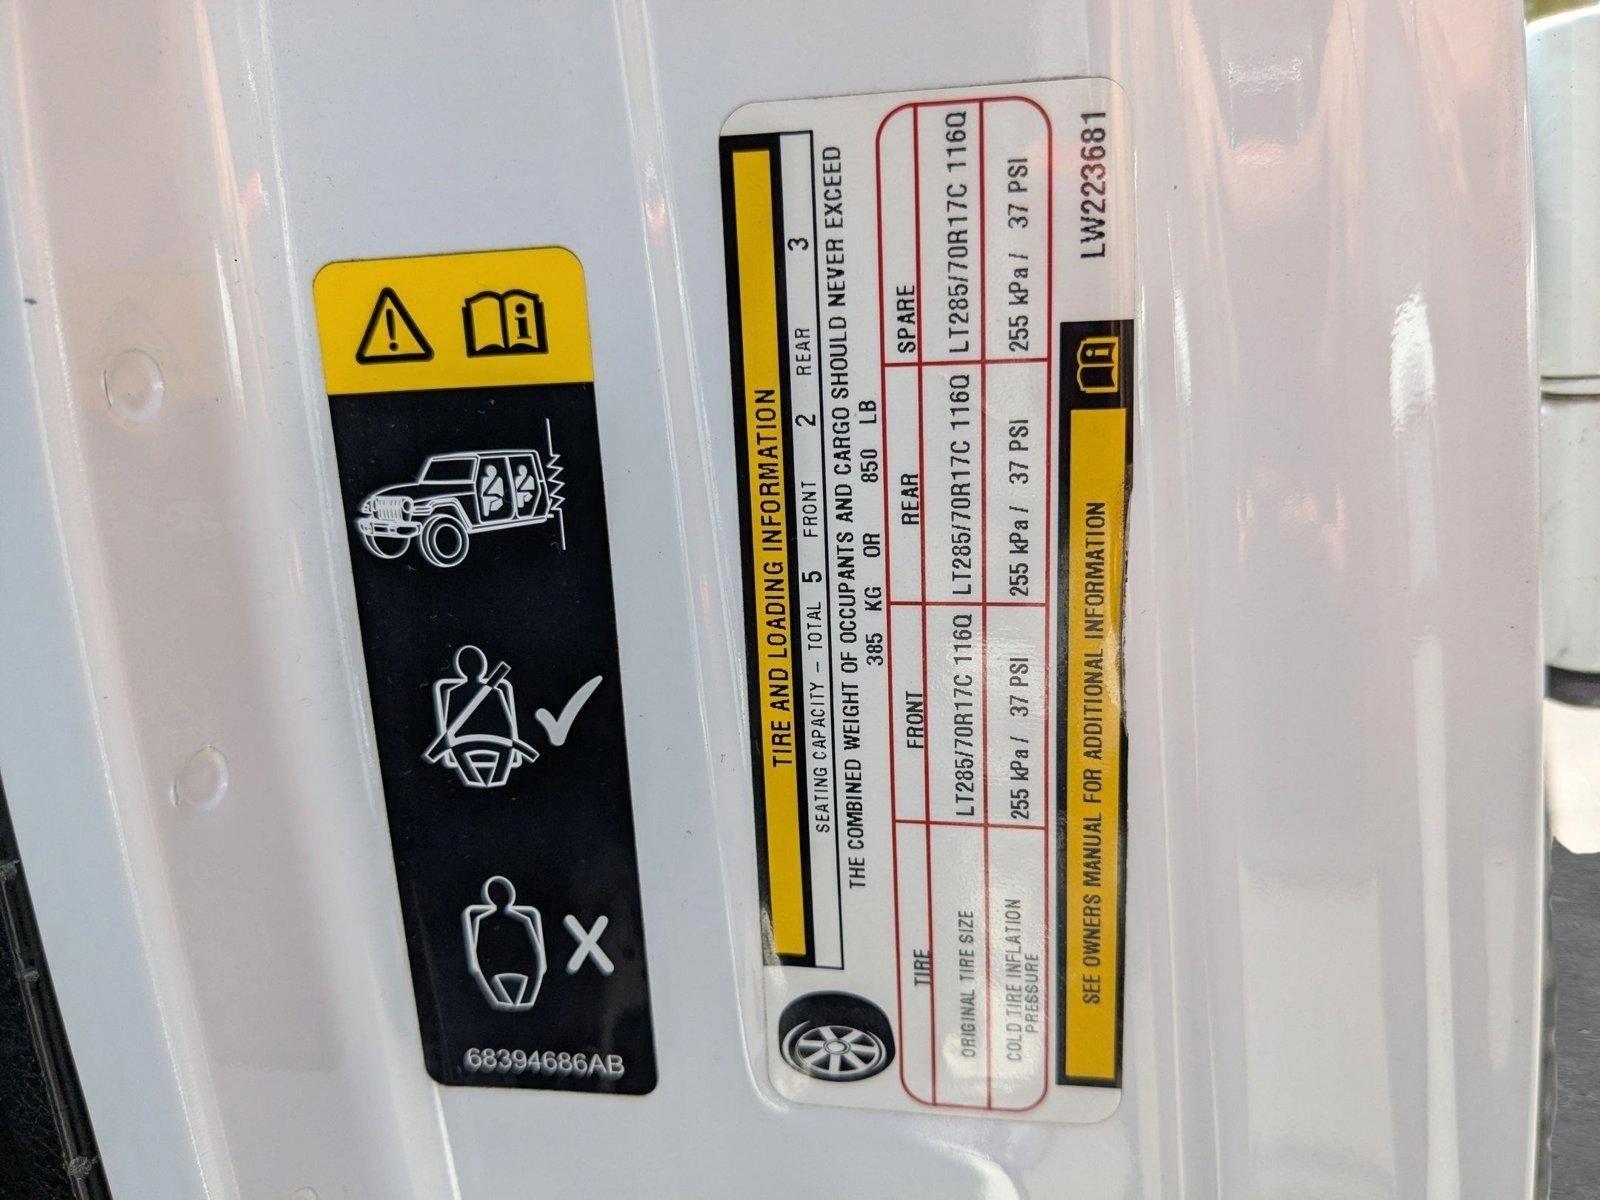 68394686AB
TIRE AND LOADING INFORMATION
SEATING CAPACITY - TOTAL 5 FRONT 2 REAR 3
THE COMBINED WEIGHT OF OCCUPANTS AND CARGO SHOULD NEVER EXCEED
385 KG OR 850 LB
TIRE FRONT REAR SPARE
ORIGINAL TIRE SIZE LT285/70R17C 116Q LT285/70R17C 116Q LT285/70R17C 116Q
COLD TIRE INFLATION
PRESSURE 255 kPa/ 37 PSI 255 kPa/ 37 PSI 255 kPa/ 37 PSI
SEE OWNERS MANUAL FOR ADDITIONAL INFORMATION
LW223681